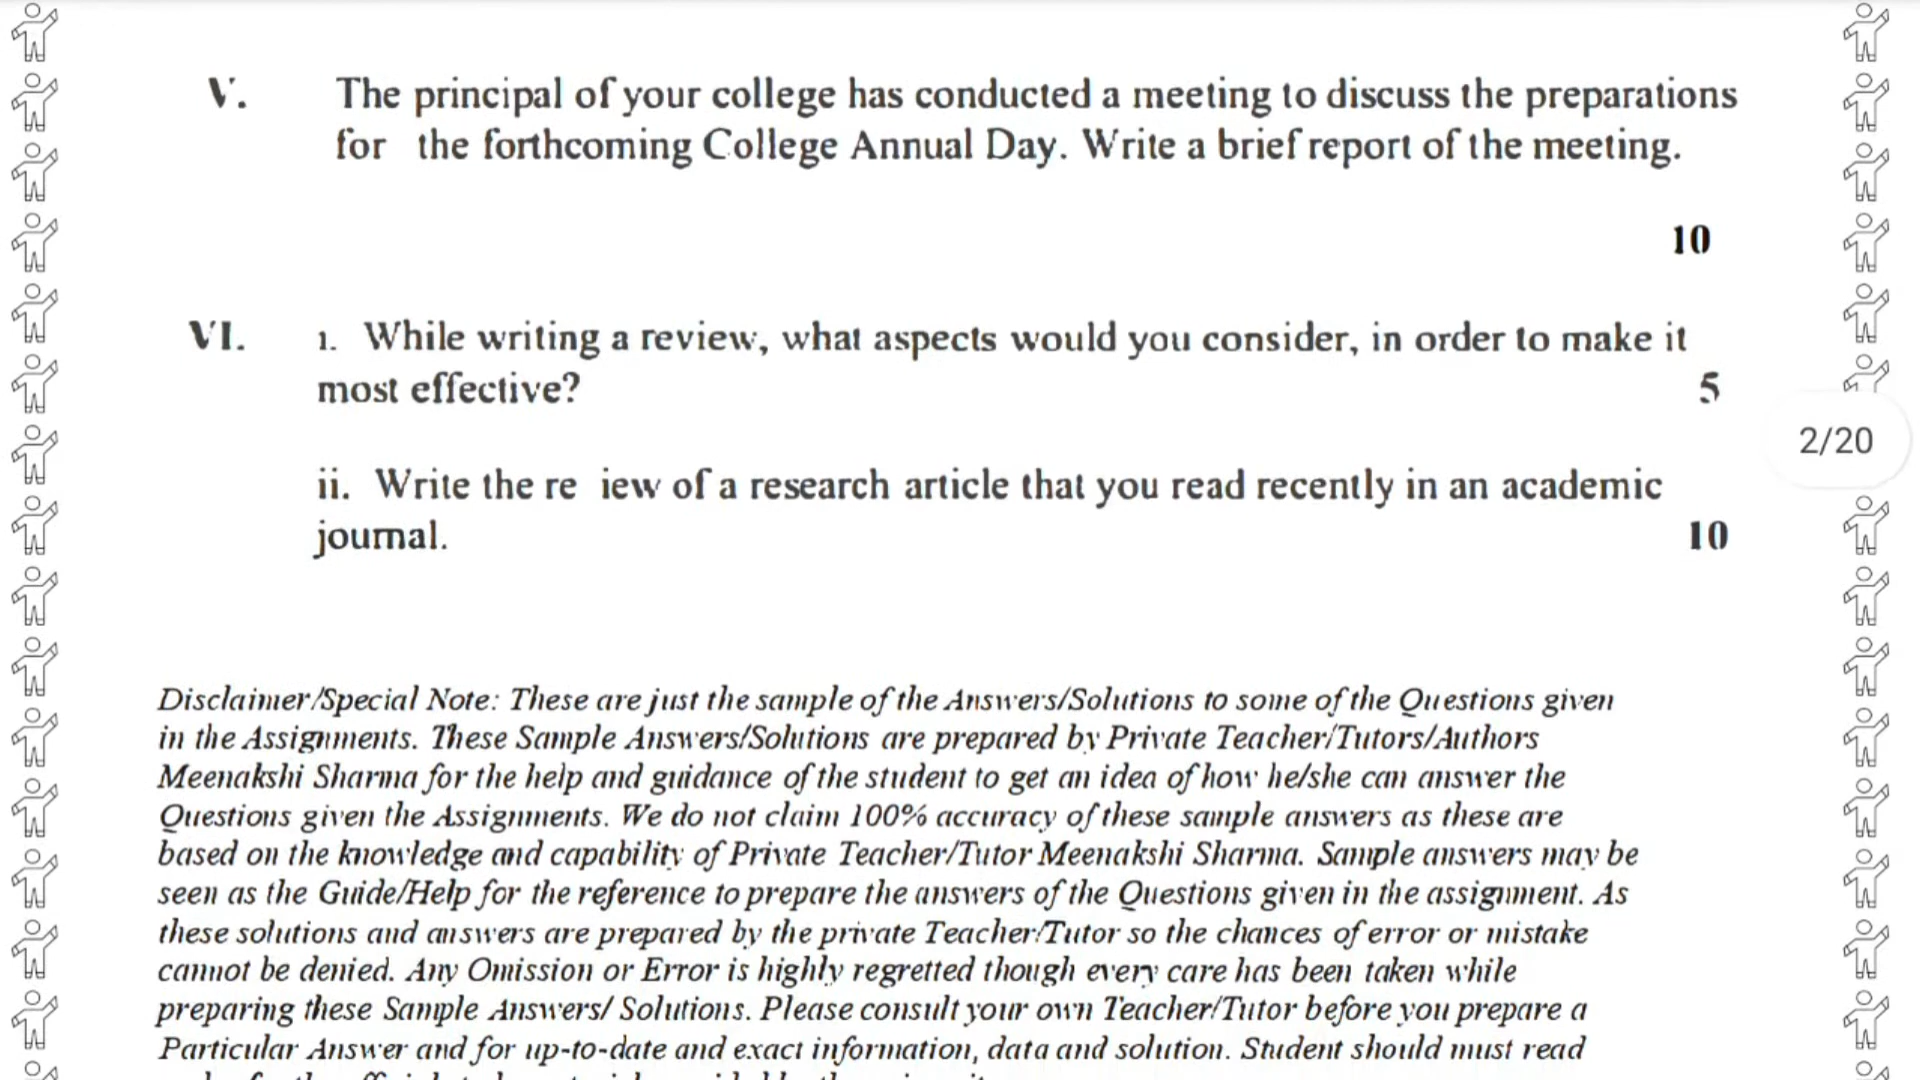 V. The principal of your college has conducted a meeting to discuss the preparations
for the forthcoming College Annual Day. Write a brief report of the meeting.
10
VI. i. While writing a review, what aspects would you consider, in order to make it
most effective? 5
2/20
ii. Write the re iew of a research article that you read recently in an academic
journal. 10
Disclaimer/Special Note: These are just the sample of the Answers/Solutions to some of the Questions given
in the Assignments. These Sample Answers/Solutions are prepared by Private Teacher/Tutors/Authors
Meenakshi Sharma for the help and guidance of the student to get an idea of how he/she can answer the
Questions given the Assignments. We do not claim 100% accuracy of these sample answers as these are
based on the knowledge and capability of Private Teacher/Tutor Meenakshi Sharma. Sample answers may be
seen as the Guide/Help for the reference to prepare the answers of the Questions given in the assignment. As
these solutions and answers are prepared by the private Teacher/Tutor so the chances of error or mistake
cannot be denied. Any Omission or Error is highly regretted though every care has been taken while
preparing these Sample Answers/ Solutions. Please consult your own Teacher/Tutor before you prepare a
Particular Answer and for up-to-date and exact information, data and solution. Student should must read